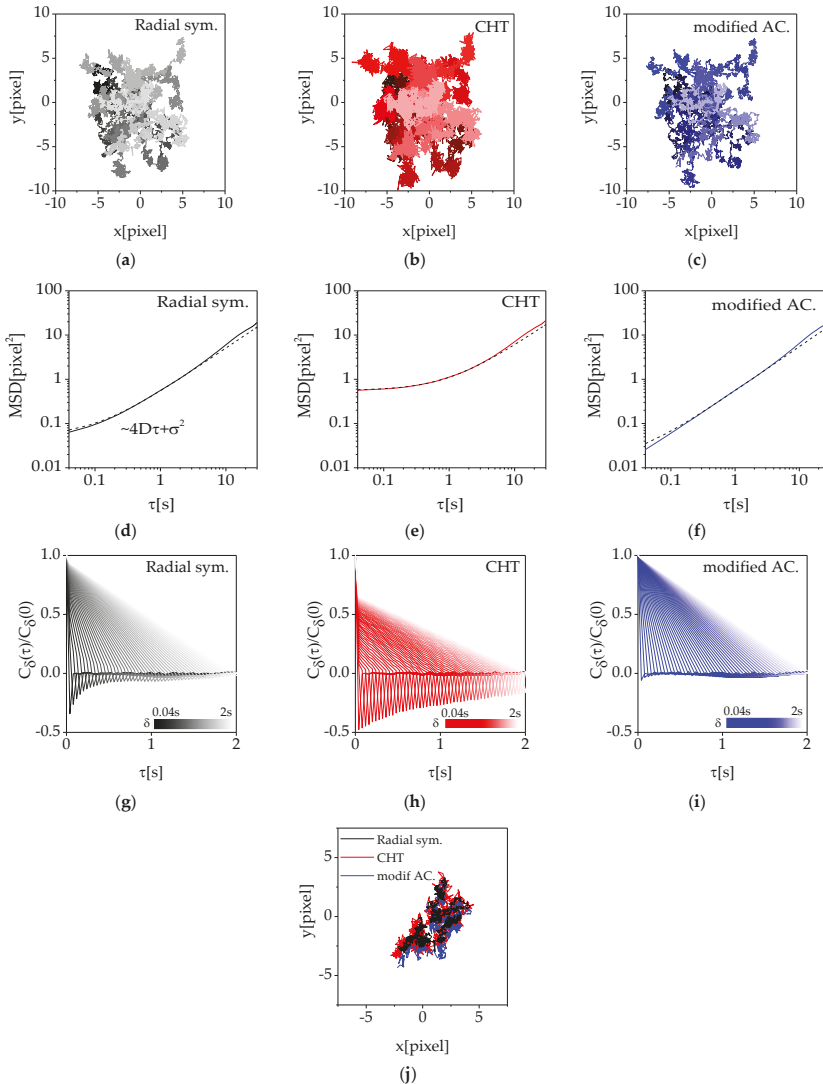 Radial sym.
CHT
modified AC.
10
5
0
-5
-10
y[pixel]
-10 -5 0 5 10
x[pixel]
(a)
10
5
0
-5
-10
y[pixel]
-10 -5 0 5 10
x[pixel]
(b)
10
5
0
-5
-10
y[pixel]
-10 -5 0 5 10
x[pixel]
(c)
Radial sym.
100
10
1
0.1
0.01
MSD[pixel²]
~4Dτ+σ²
0.1 1 10
τ[s]
(d)
CHT
100
10
1
0.1
0.01
MSD[pixel²]
0.1 1 10
τ[s]
(e)
modified AC.
100
10
1
0.1
0.01
MSD[pixel²]
0.1 1 10
τ[s]
(f)
Radial sym.
1.0
0.5
0.0
-0.5
Cδ(τ)/Cδ(0)
0.04s 2s
δ
0 1 2
τ[s]
(g)
CHT
1.0
0.5
0.0
-0.5
Cδ(τ)/Cδ(0)
0.04s 2s
δ
0 1 2
τ[s]
(h)
modified AC.
1.0
0.5
0.0
-0.5
Cδ(τ)/Cδ(0)
0.04s 2s
δ
0 1 2
τ[s]
(i)
Radial sym.
CHT
modif AC.
5
0
-5
y[pixel]
-5 0 5
x[pixel]
(j)